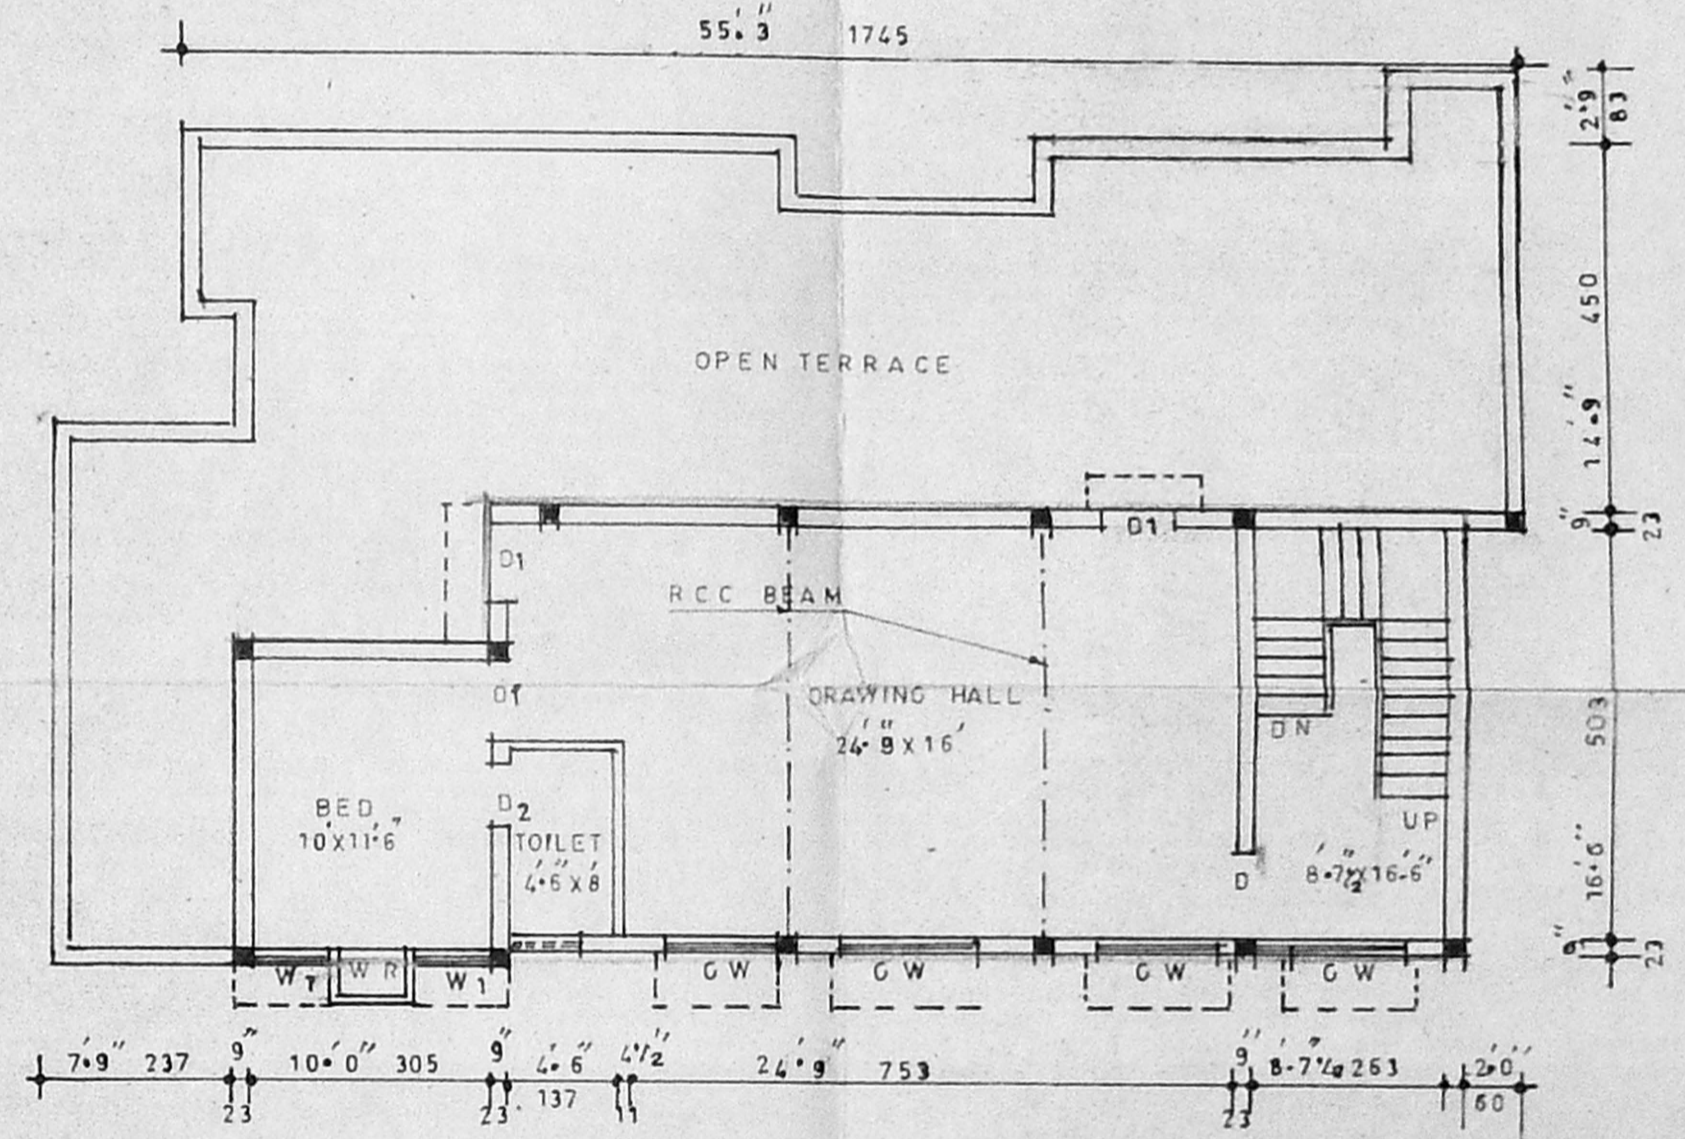 55'.3" 1745
2'.9"
83
450
14'.9"
9"
23
OPEN TERRACE
D1
D1
RCC BEAM
D1
DRAWING HALL
24'.9" X 16'
DN
503
BED
10' X 11'.6"
D2
TOILET
4'.6" X 8'
UP
D
8'.7½" X 16'.6"
16'.6"
9"
23
W1
WR
W1
GW
GW
GW
GW
7'.9" 237
9"
10'.0" 305
9"
4'.6"
4½"
24'.9" 753
9"
8'-7½" 263
2'.0"
23
23
137
11
23
60